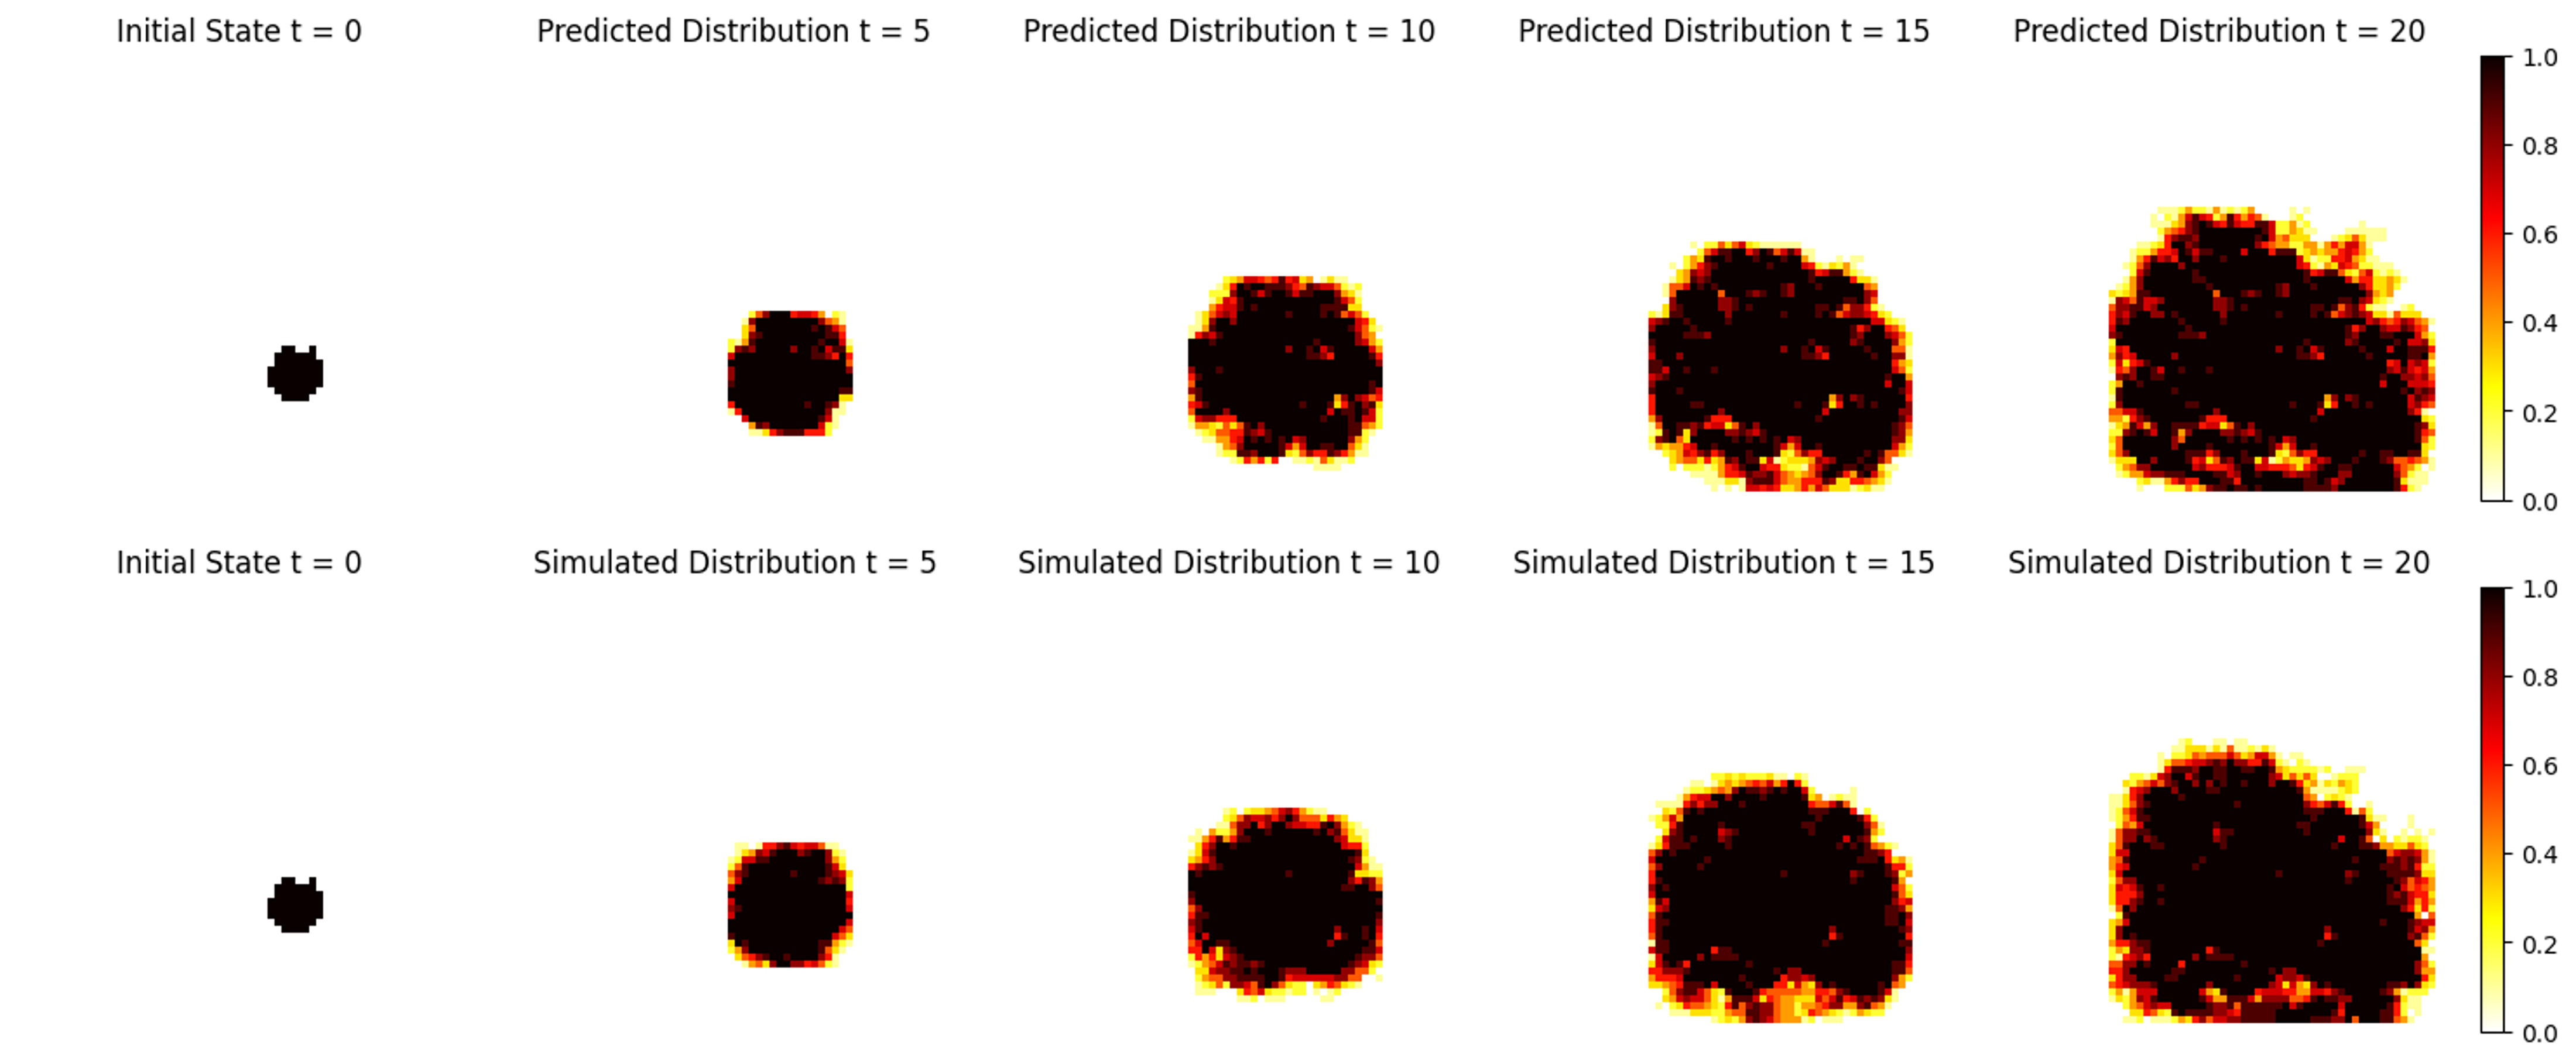 Initial State t = 0
Predicted Distribution t = 5
Predicted Distribution t = 10
Predicted Distribution t = 15
Predicted Distribution t = 20
1.0
0.8
0.6
0.4
0.2
0.0
Initial State t = 0
Simulated Distribution t = 5
Simulated Distribution t = 10
Simulated Distribution t = 15
Simulated Distribution t = 20
1.0
0.8
0.6
0.4
0.2
0.0